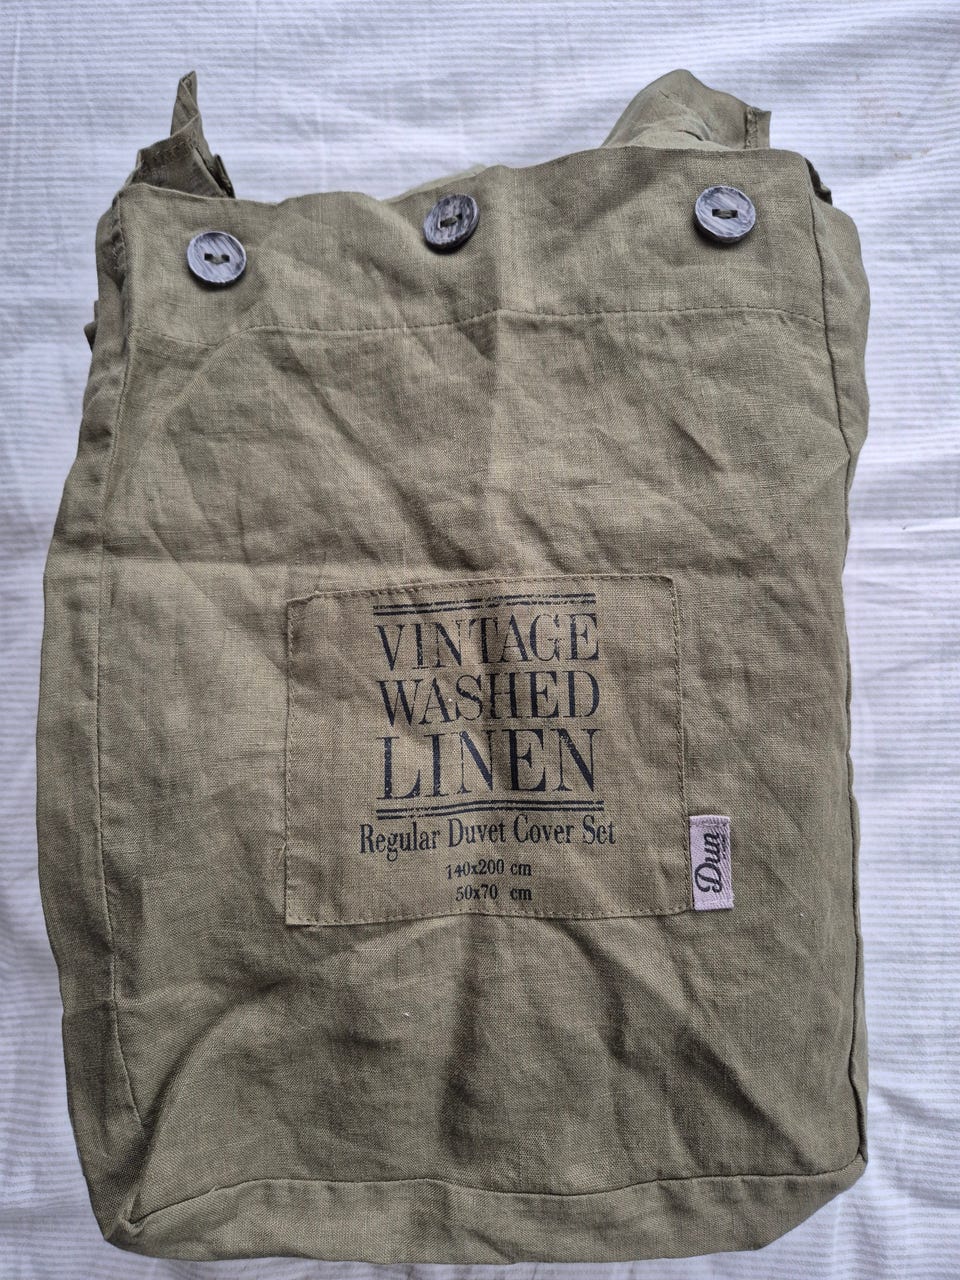 VINTAGE
WASHED
LINEN
Regular Duvet Cover Set
140x200 cm
50x70 cm
Dun